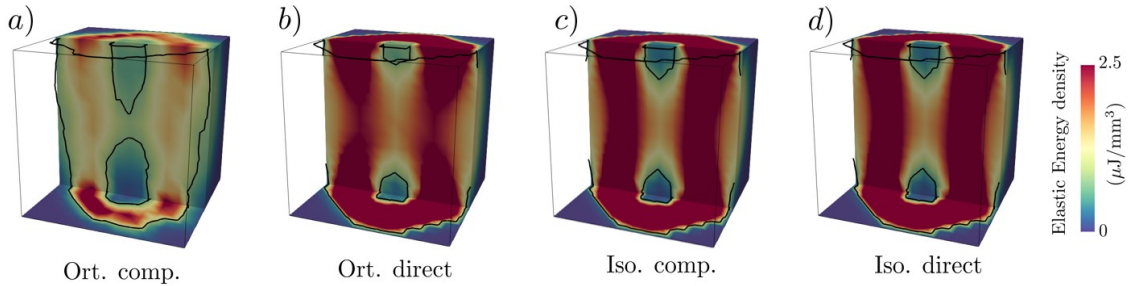 a)
b)
c)
d)
Ort. comp.
Ort. direct
Iso. comp.
Iso. direct
Elastic Energy density
(μJ/mm³)
2.5
0